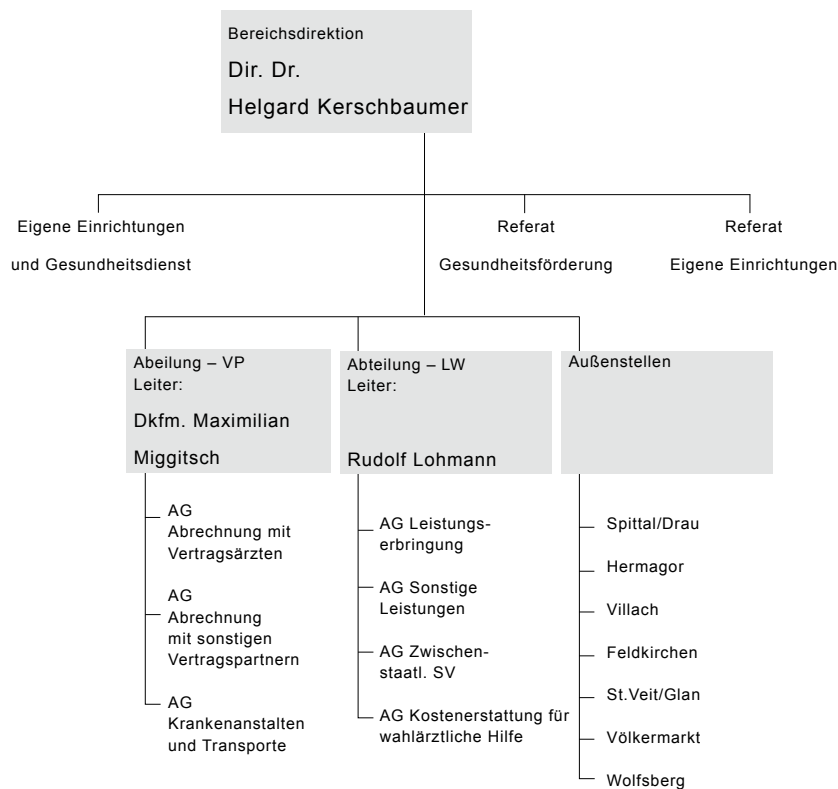 Bereichsdirektion
Dir. Dr.
Helgard Kerschbaumer
Eigene Einrichtungen
und Gesundheitsdienst
Referat
Gesundheitsförderung
Referat
Eigene Einrichtungen
Abeilung – VP
Leiter:
Dkfm. Maximilian
Miggitsch
AG
Abrechnung mit
Vertragsärzten
AG
Abrechnung
mit sonstigen
Vertragspartnern
AG
Krankenanstalten
und Transporte
Abteilung – LW
Leiter:
Rudolf Lohmann
AG Leistungs-
erbringung
AG Sonstige
Leistungen
AG Zwischen-
staatl. SV
AG Kostenerstattung für
wahlärztliche Hilfe
Außenstellen
Spittal/Drau
Hermagor
Villach
Feldkirchen
St.Veit/Glan
Völkermarkt
Wolfsberg